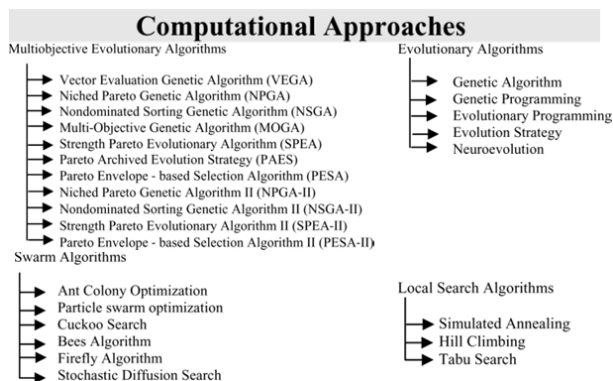 Computational Approaches
Multiobjective Evolutionary Algorithms
Vector Evaluation Genetic Algorithm (VEGA)
Niched Pareto Genetic Algorithm (NPGA)
Nondominated Sorting Genetic Algorithm (NSGA)
Multi-Objective Genetic Algorithm (MOGA)
Strength Pareto Evolutionary Algorithm (SPEA)
Pareto Archived Evolution Strategy (PAES)
Pareto Envelope - based Selection Algorithm (PESA)
Niched Pareto Genetic Algorithm II (NPGA-II)
Nondominated Sorting Genetic Algorithm II (NSGA-II)
Strength Pareto Evolutionary Algorithm II (SPEA-II)
Pareto Envelope - based Selection Algorithm II (PESA-II)
Evolutionary Algorithms
Genetic Algorithm
Genetic Programming
Evolutionary Programming
Evolution Strategy
Neuroevolution
Swarm Algorithms
Ant Colony Optimization
Particle swarm optimization
Cuckoo Search
Bees Algorithm
Firefly Algorithm
Stochastic Diffusion Search
Local Search Algorithms
Simulated Annealing
Hill Climbing
Tabu Search